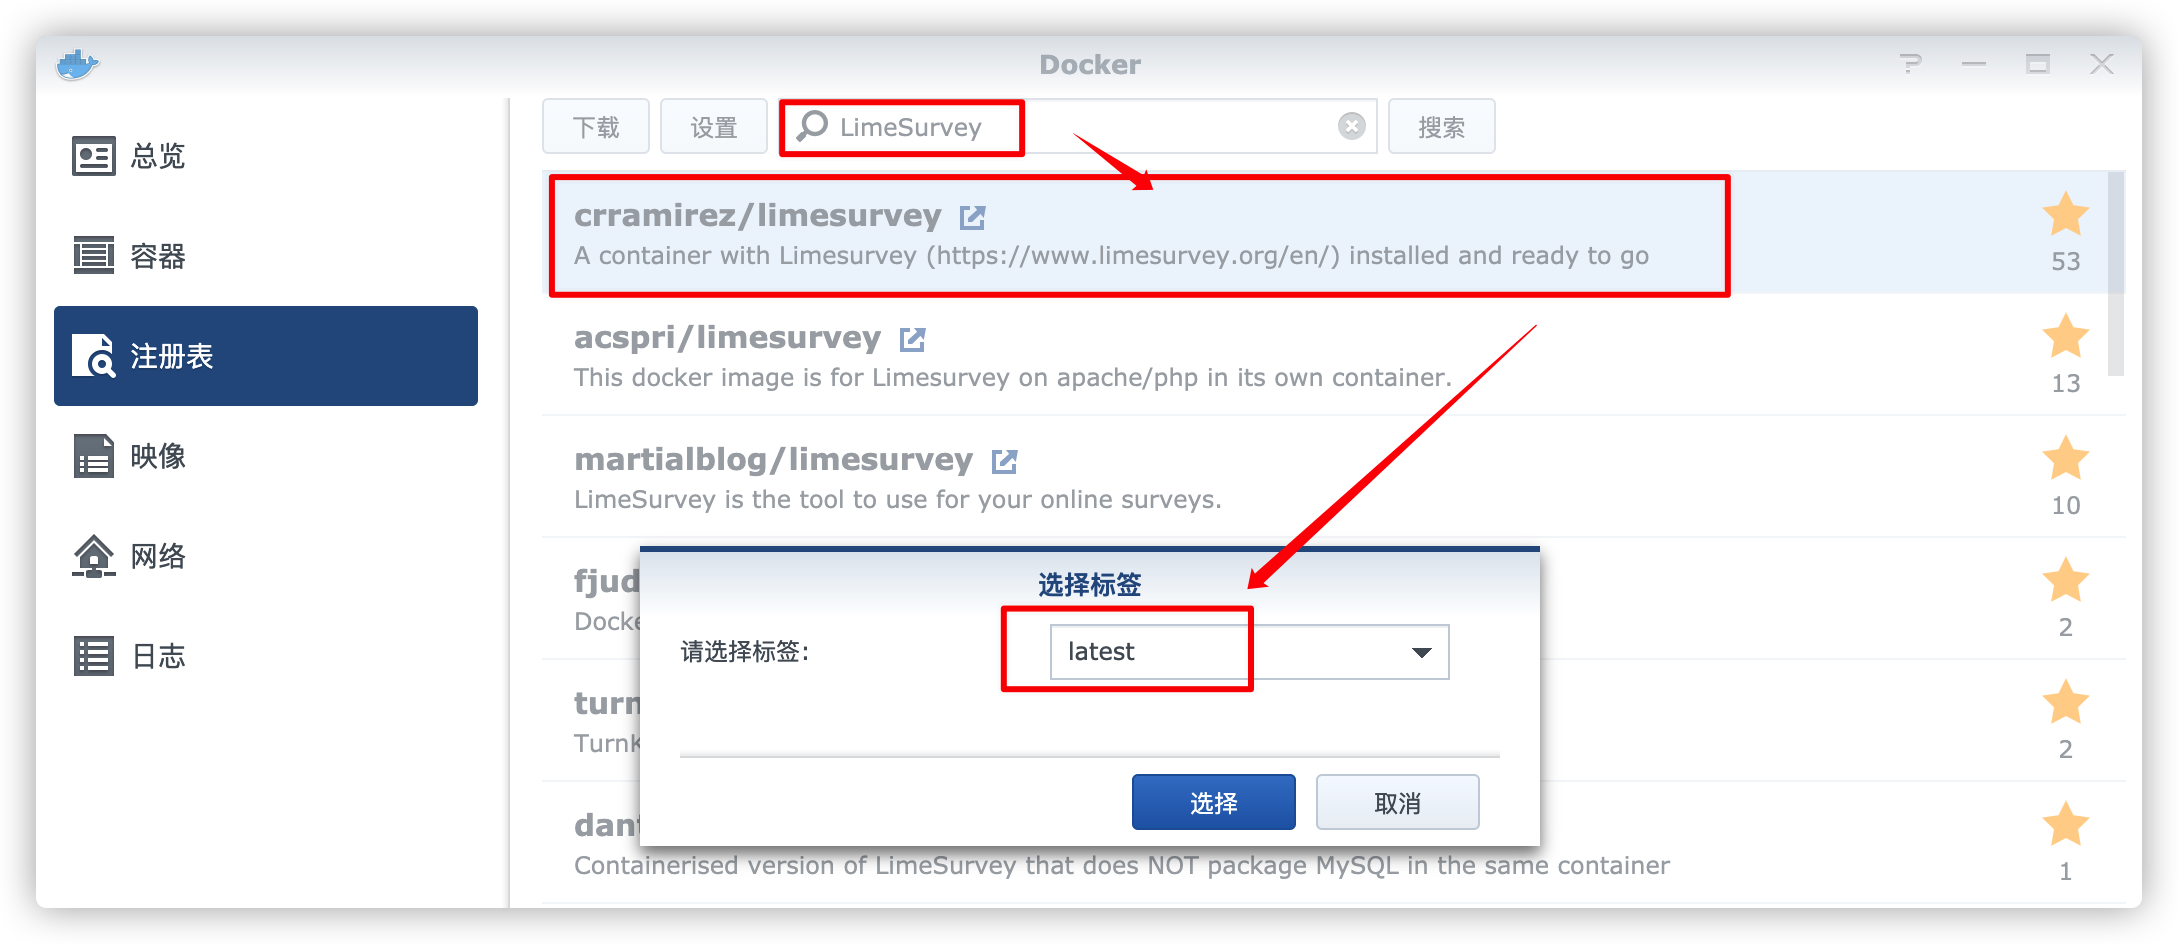 Docker
总览
容器
注册表
映像
网络
日志
下载
设置
LimeSurvey
搜索
crramirez/limesurvey
A container with Limesurvey (https://www.limesurvey.org/en/) installed and ready to go
53
acspri/limesurvey
This docker image is for Limesurvey on apache/php in its own container.
13
martialblog/limesurvey
LimeSurvey is the tool to use for your online surveys.
10
fjud
Docke
2
turn
TurnK
2
dant
Containerised version of LimeSurvey that does NOT package MySQL in the same container
1
选择标签
请选择标签:
latest
选择
取消